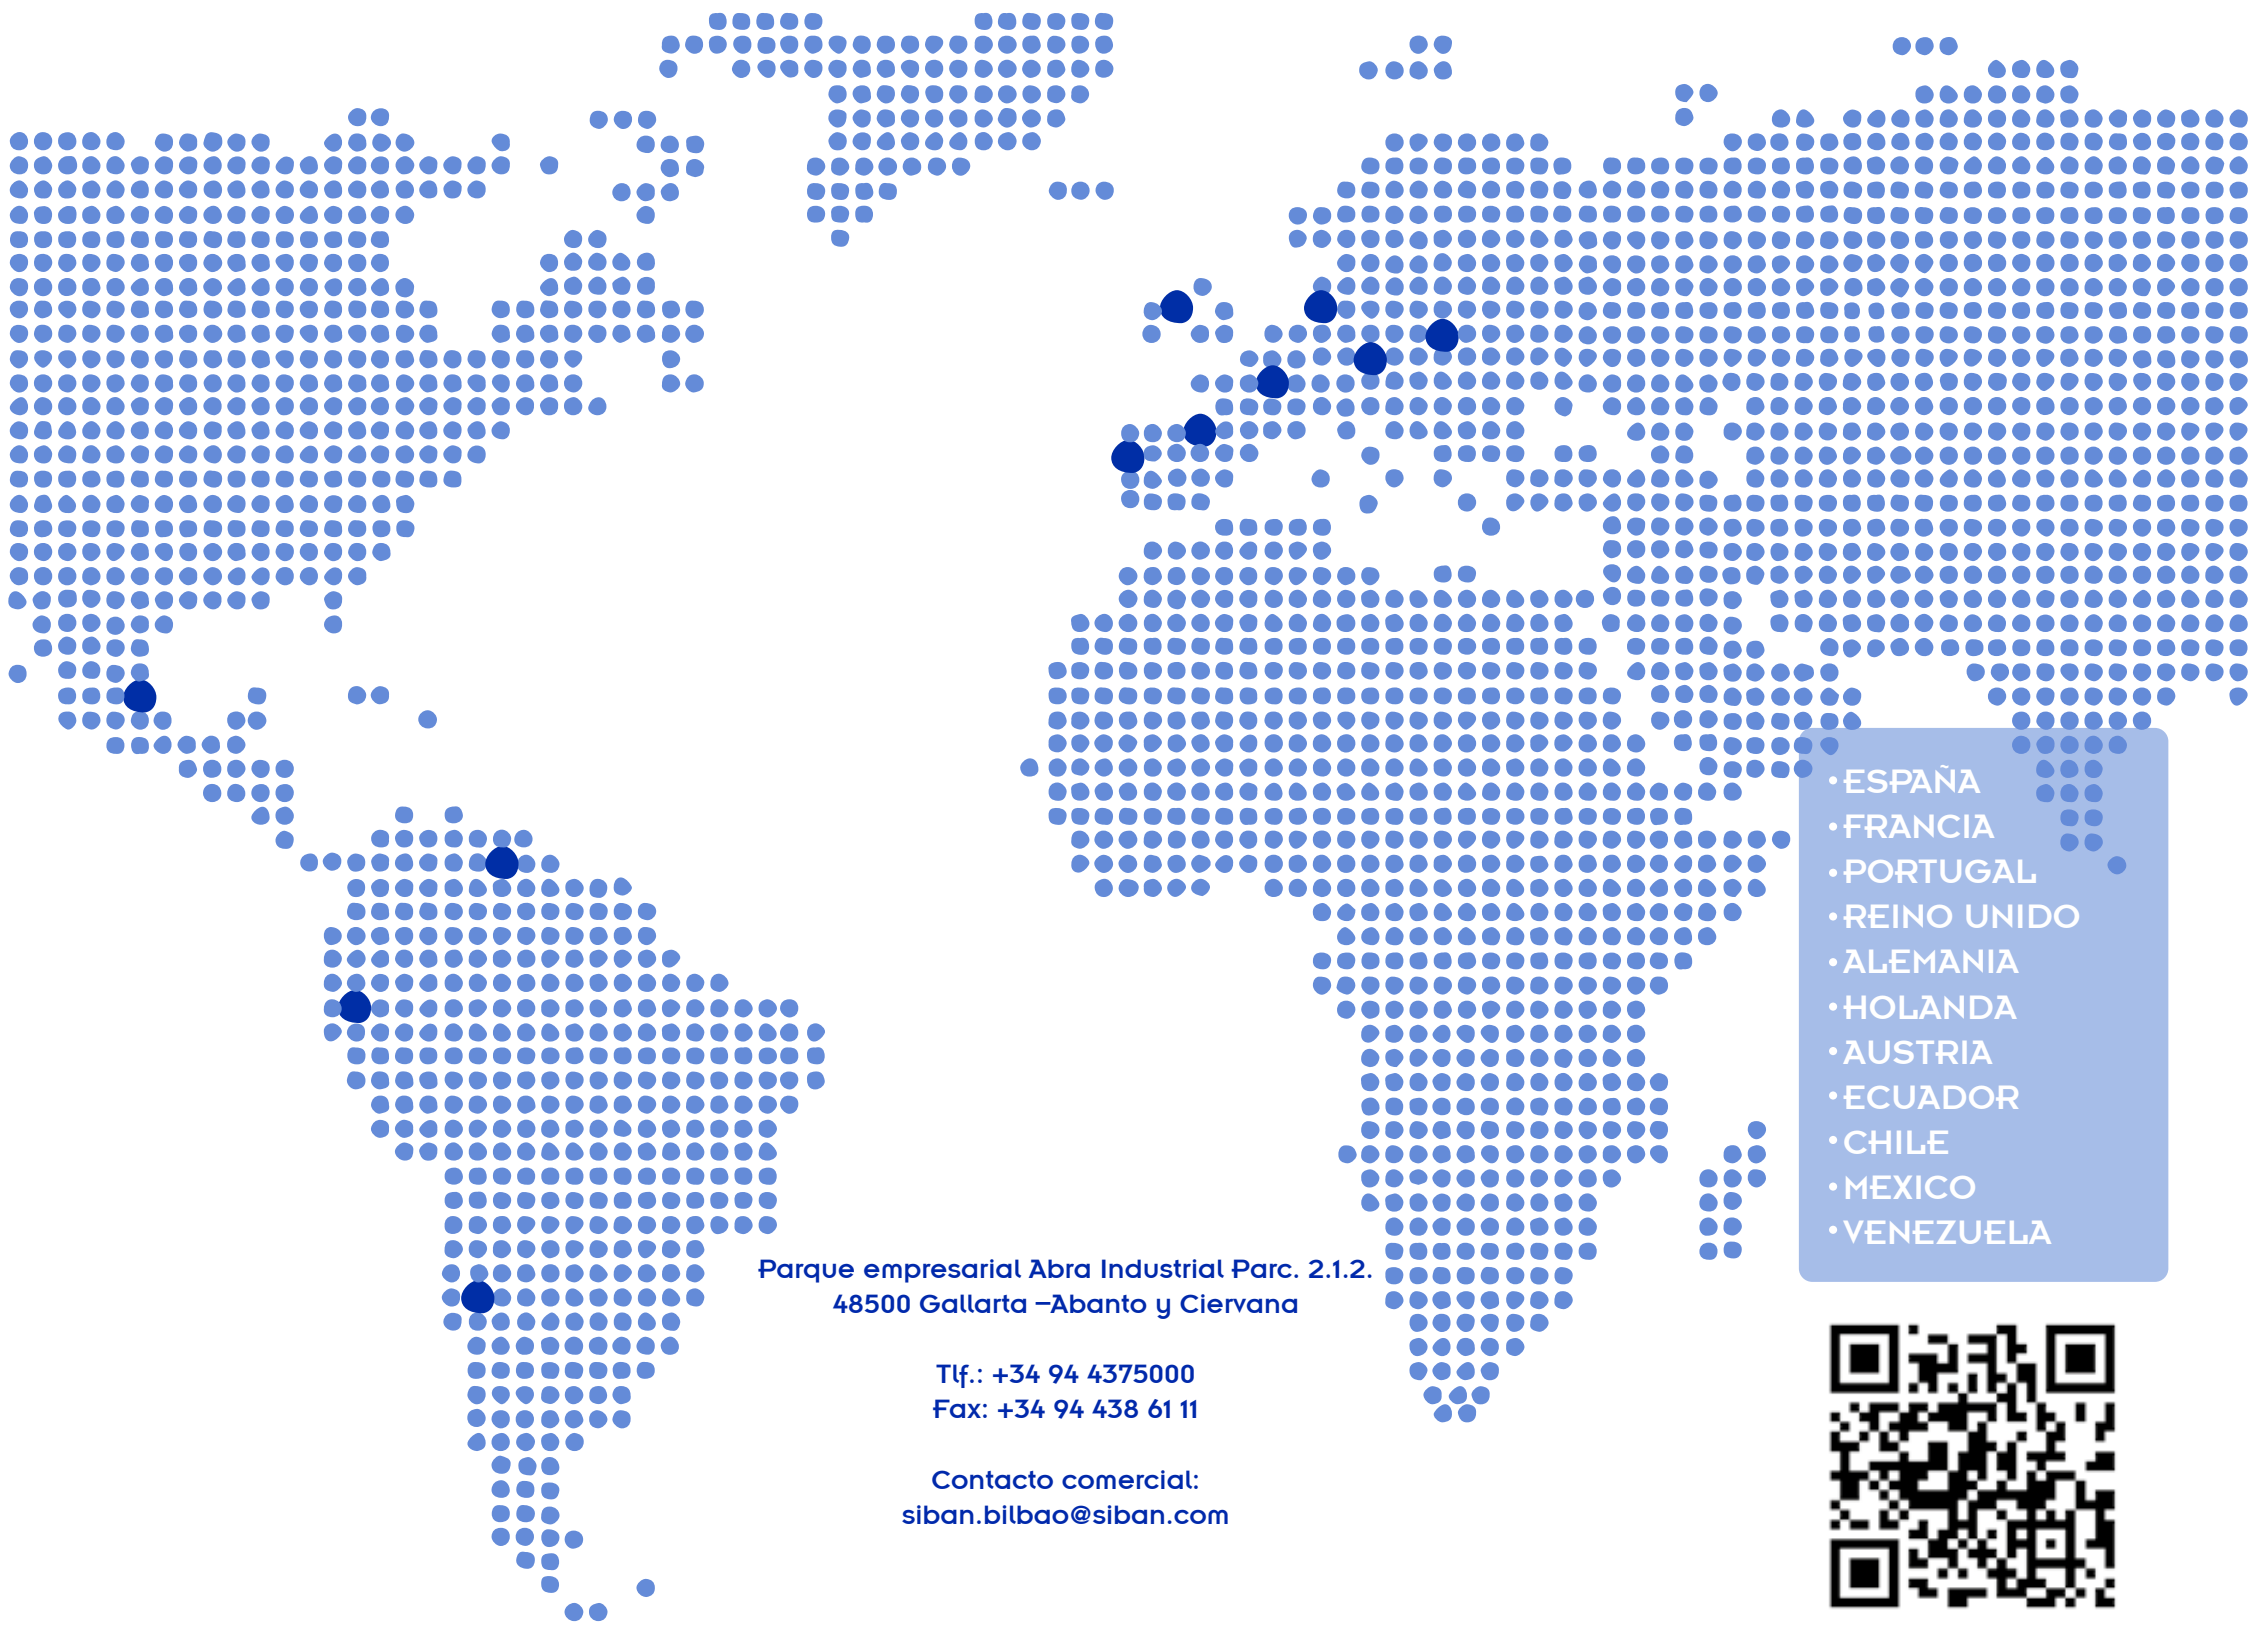 • ESPAÑA
• FRANCIA
• PORTUGAL
• REINO UNIDO
• ALEMANIA
• HOLANDA
• AUSTRIA
• ECUADOR
• CHILE
• MEXICO
• VENEZUELA
Parque empresarial Abra Industrial Parc. 2.1.2.
48500 Gallarta –Abanto y Ciervana
Tlf.: +34 94 4375000
Fax: +34 94 438 61 11
Contacto comercial:
siban.bilbao@siban.com